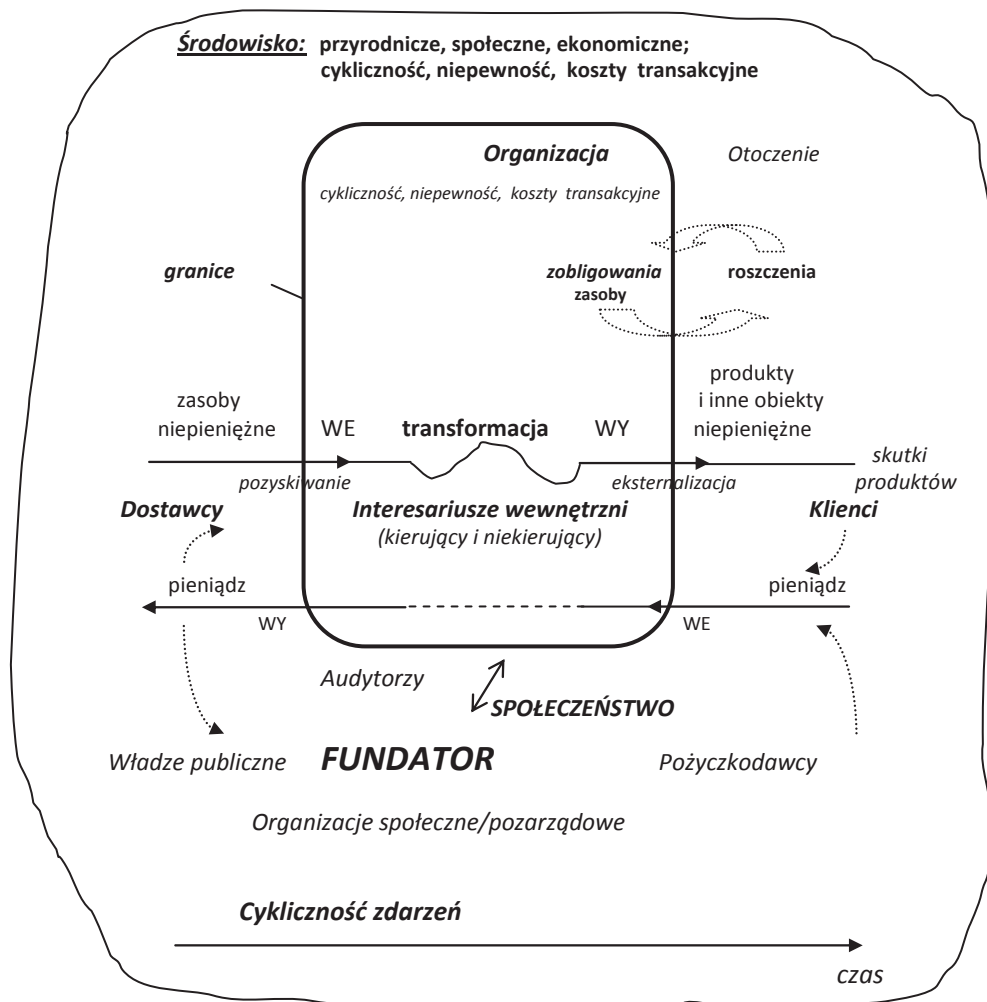 Środowisko: przyrodnicze, społeczne, ekonomiczne;
cykliczność, niepewność, koszty transakcyjne
Organizacja
Otoczenie
cykliczność, niepewność, koszty transakcyjne
granice
zobligowania
roszczenia
zasoby
zasoby
niepieniężne
WE
transformacja
WY
produkty
i inne obiekty
niepieniężne
pozyskiwanie
eksternalizacja
skutki
produktów
Dostawcy
Interesariusze wewnętrzni
(kierujący i niekierujący)
Klienci
pieniądz
pieniądz
WY
WE
Audytorzy
SPOŁECZEŃSTWO
Władze publiczne
FUNDATOR
Pożyczkodawcy
Organizacje społeczne/pozarządowe
Cykliczność zdarzeń
czas